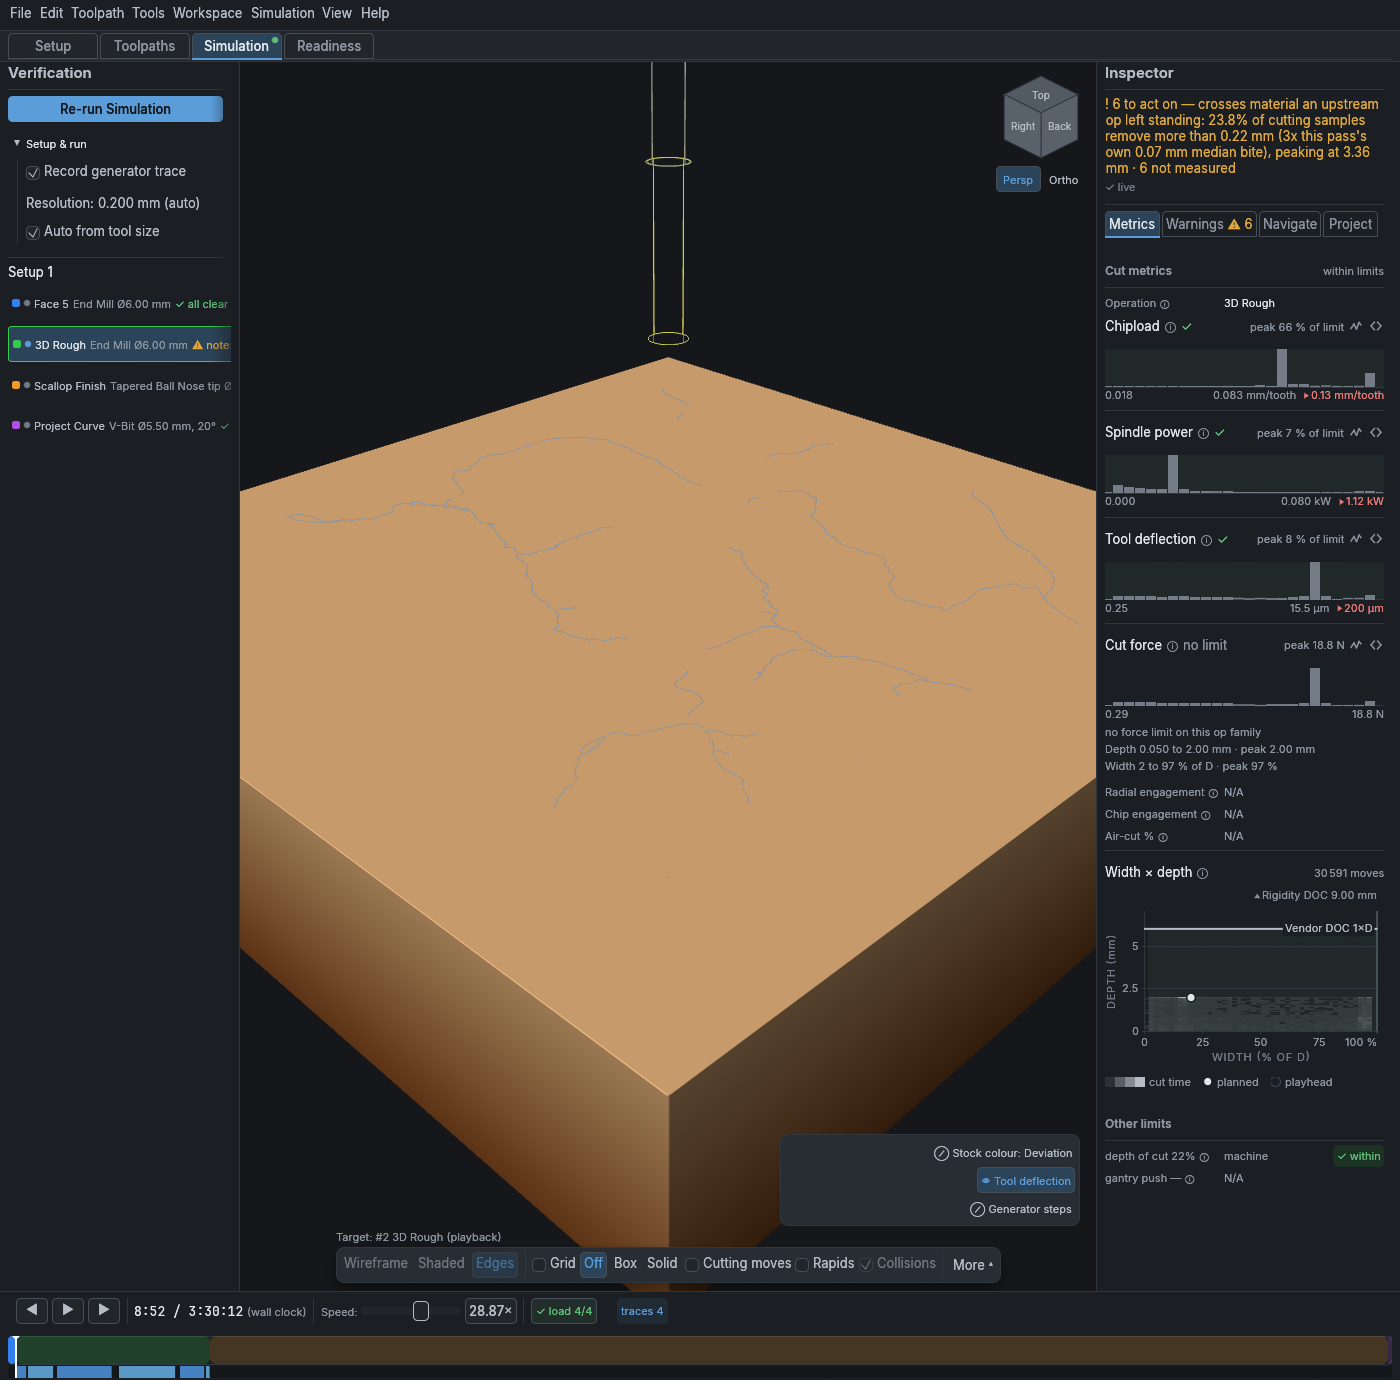 File Edit Toolpath Tools Workspace Simulation View Help
Setup Toolpaths Simulation Readiness
Verification
Re-run Simulation
Setup & run
Record generator trace
Resolution: 0.200 mm (auto)
Auto from tool size
Setup 1
Face 5 End Mill Ø6.00 mm ✓ all clear
3D Rough End Mill Ø6.00 mm ⚠ note
Scallop Finish Tapered Ball Nose tip Ø
Project Curve V-Bit Ø5.50 mm, 20° ✓
Top
Right Back
Persp Ortho
Stock colour: Deviation
Tool deflection
Generator steps
Target: #2 3D Rough (playback)
Wireframe Shaded Edges Grid Off Box Solid Cutting moves Rapids Collisions More
Inspector
! 6 to act on — crosses material an upstream
op left standing: 23.8% of cutting samples
remove more than 0.22 mm (3x this pass's
own 0.07 mm median bite), peaking at 3.36
mm · 6 not measured
✓ live
Metrics Warnings ⚠ 6 Navigate Project
Cut metrics within limits
Operation 3D Rough
Chipload ✓ peak 66 % of limit
0.018 0.083 mm/tooth 0.13 mm/tooth
Spindle power ✓ peak 7 % of limit
0.000 0.080 kW 1.12 kW
Tool deflection ✓ peak 8 % of limit
0.25 15.5 µm 200 µm
Cut force no limit peak 18.8 N
0.29 18.8 N
no force limit on this op family
Depth 0.050 to 2.00 mm · peak 2.00 mm
Width 2 to 97 % of D · peak 97 %
Radial engagement N/A
Chip engagement N/A
Air-cut % N/A
Width × depth 30 591 moves
Rigidity DOC 9.00 mm
Vendor DOC 1×D
DEPTH (mm)
5
2.5
0
0 25 50 75 100 %
WIDTH (% OF D)
cut time planned playhead
Other limits
depth of cut 22% machine ✓ within
gantry push — N/A
8:52 / 3:30:12 (wall clock) Speed: 28.87× ✓ load 4/4 traces 4